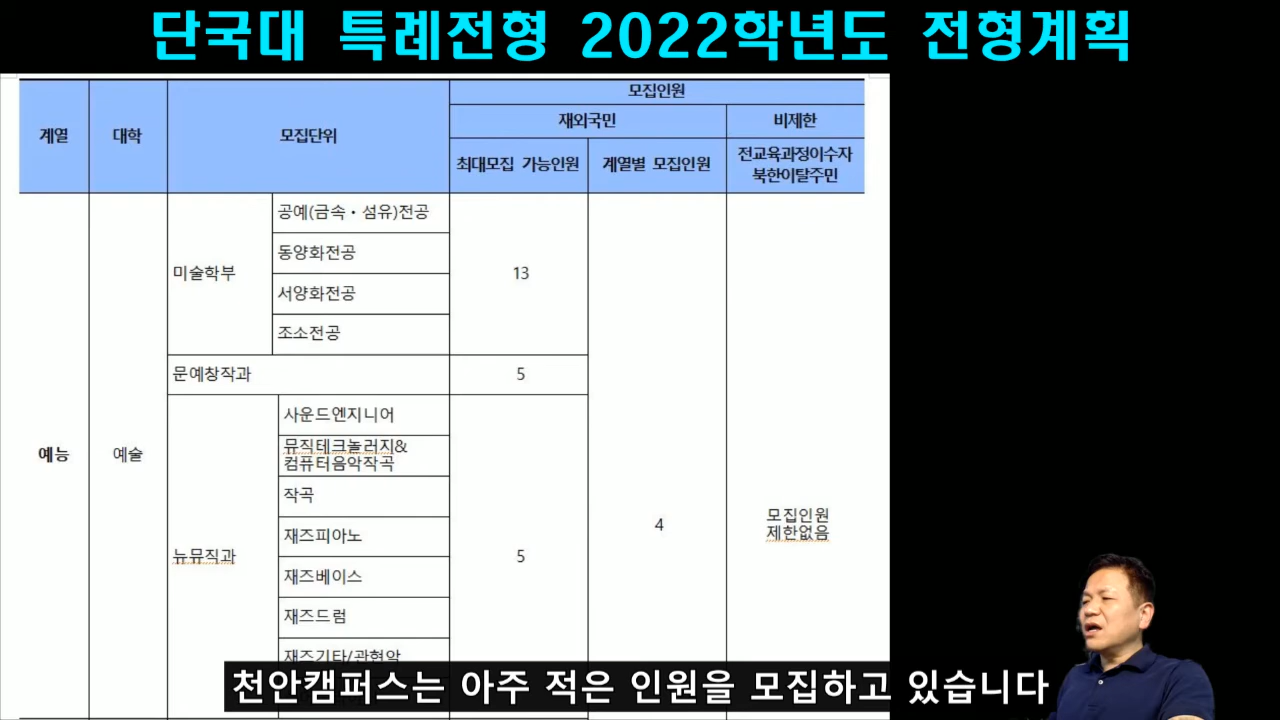 단국대 특례전형 2022학년도 전형계획
계열
대학
모집단위
모집인원
재외국민
비제한
최대모집 가능인원
계열별 모집인원
전교육과정이수자
북한이탈주민
예능
예술
미술학부
공예(금속・섬유)전공
동양화전공
서양화전공
조소전공
13
문예창작과
5
뉴뮤직과
사운드엔지니어
뮤직테크놀러지&
컴퓨터음악작곡
작곡
재즈피아노
재즈베이스
재즈드럼
재즈기타/관현악
5
4
모집인원
제한없음
천안캠퍼스는 아주 적은 인원을 모집하고 있습니다